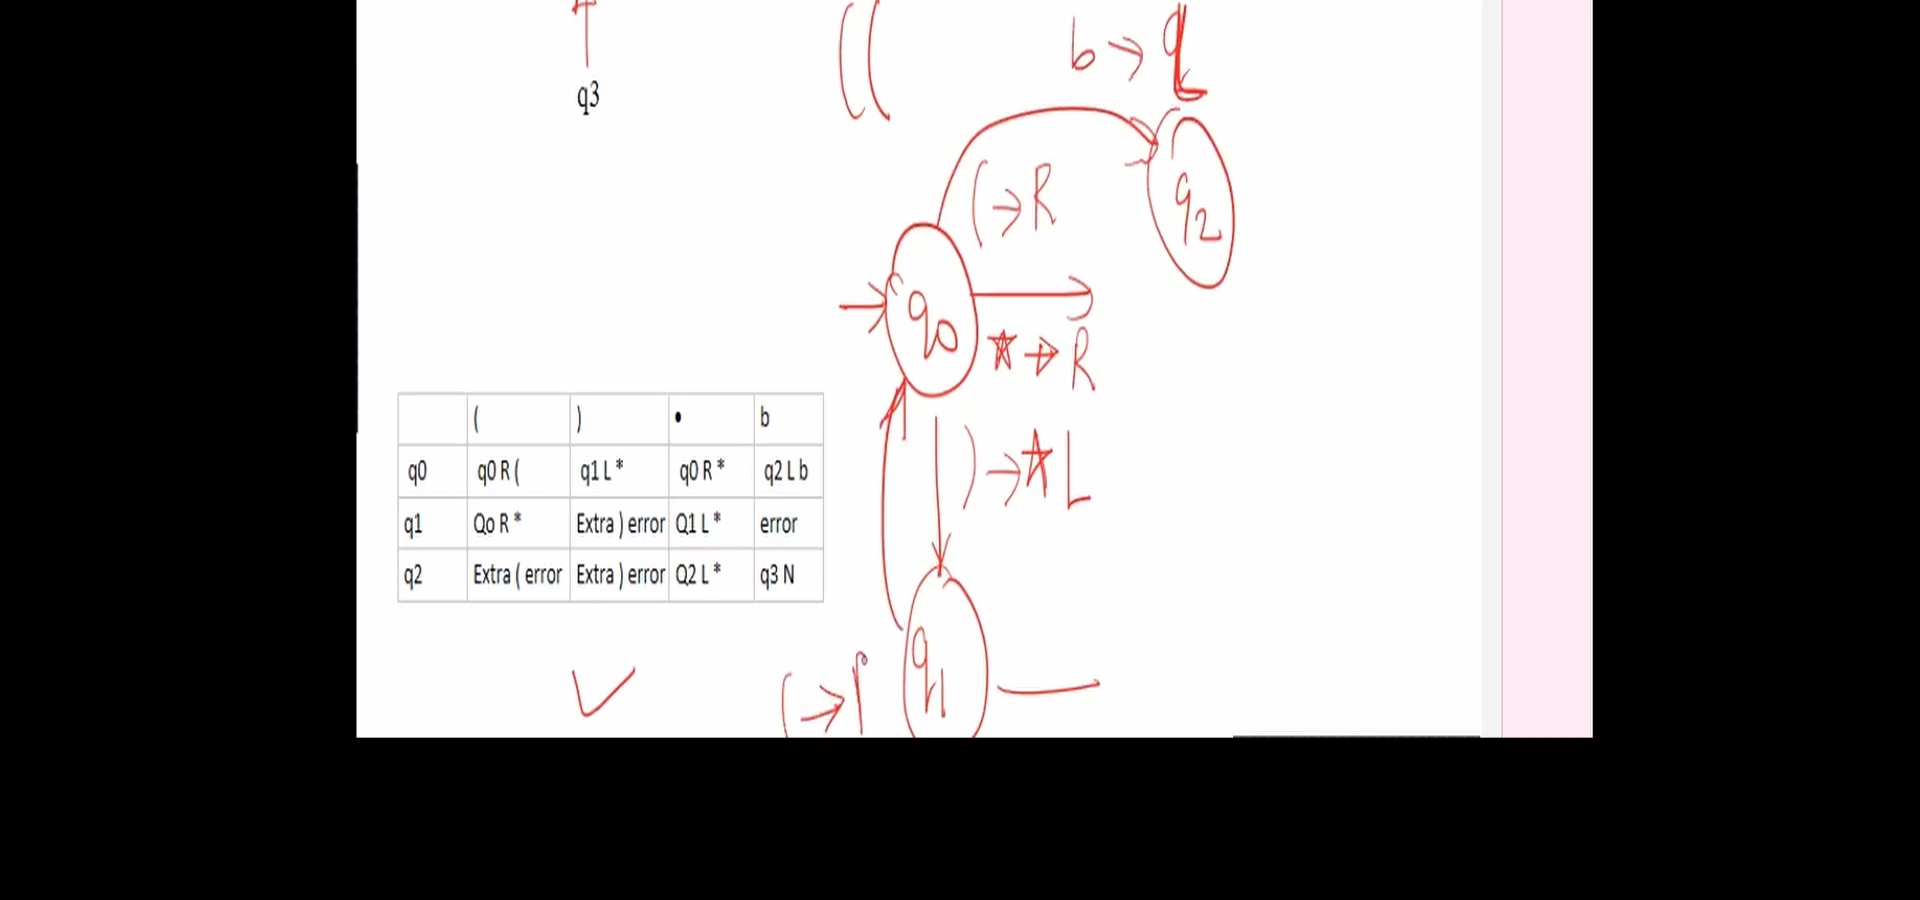 q3
((
b → q
( → R
q2
q0
* → R
( ) • b
q0 q0 R ( q1 L * q0 R * q2 L b
) → * L
q1 Qo R * Extra ) error Q1 L * error
q2 Extra ( error Extra ) error Q2 L * q3 N
q1
( →